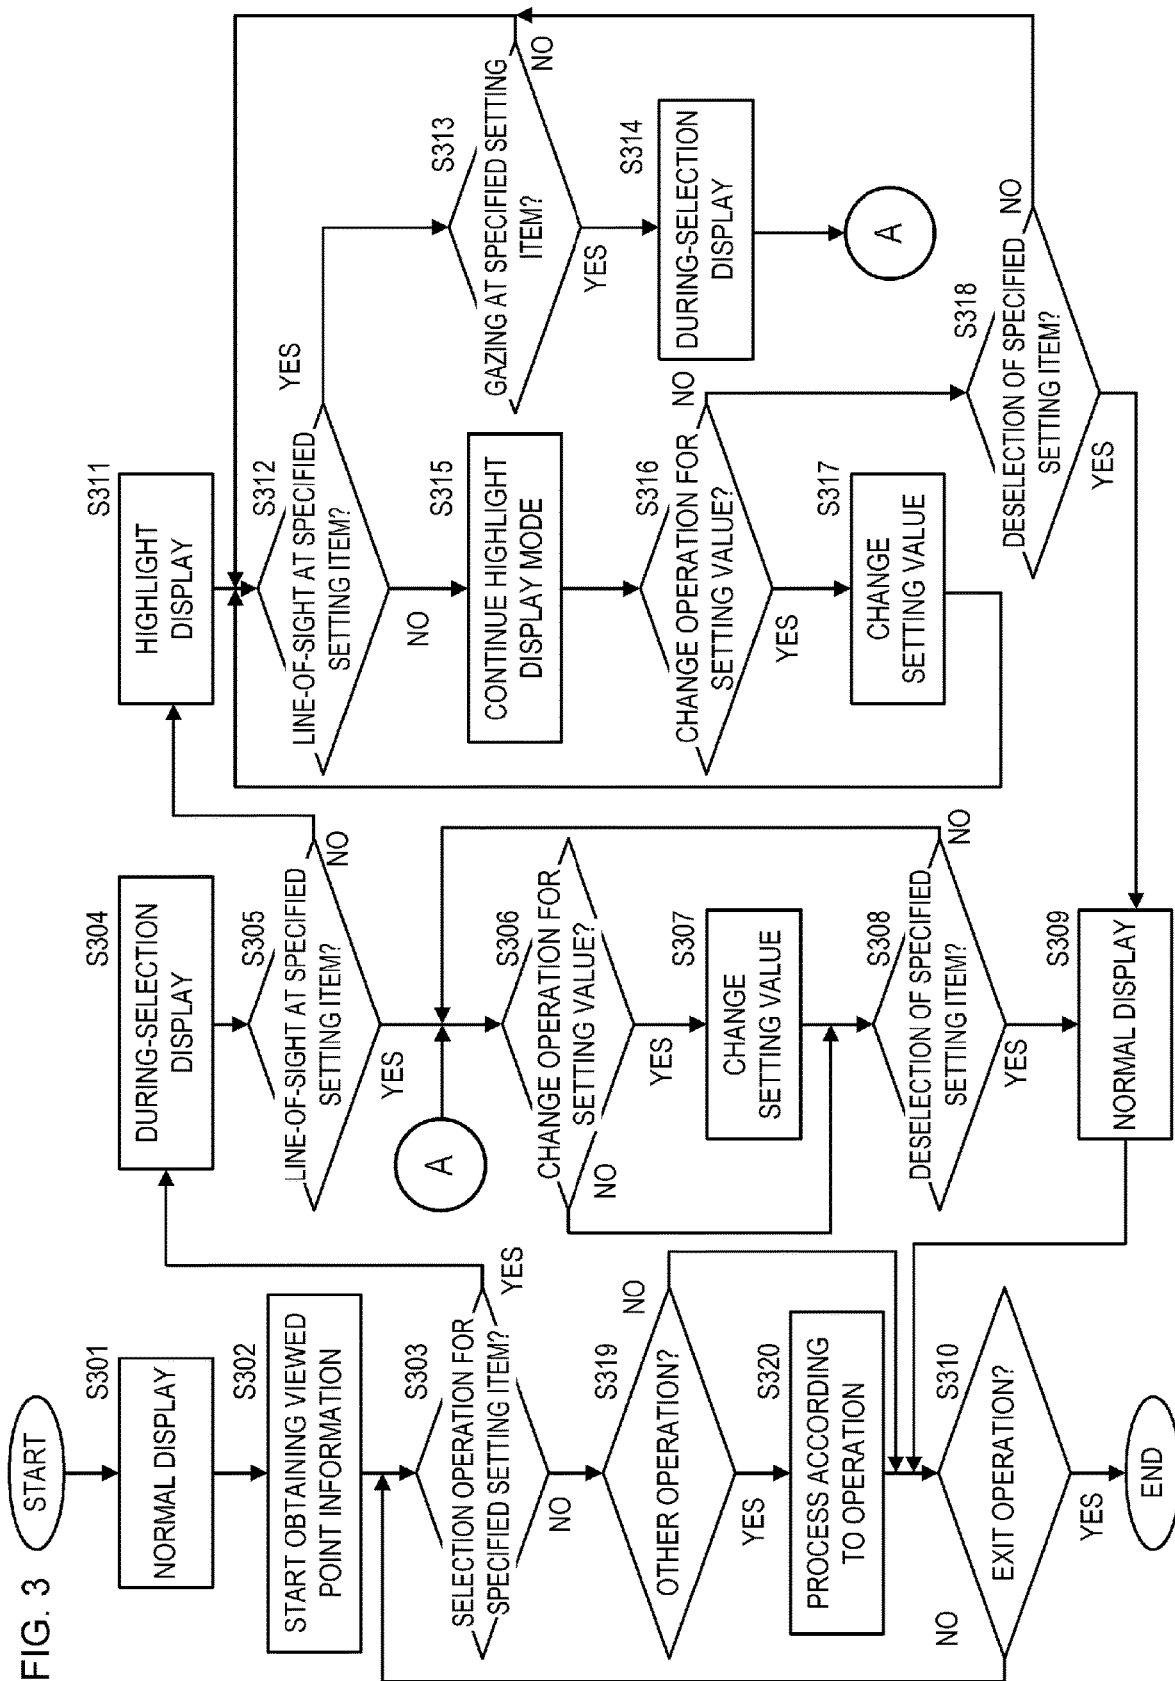 FIG. 3
START
S301
NORMAL DISPLAY
S302
START OBTAINING VIEWED
POINT INFORMATION
S303
SELECTION OPERATION FOR
SPECIFIED SETTING ITEM?
YES
NO
S319
OTHER OPERATION?
NO
YES
S320
PROCESS ACCORDING
TO OPERATION
S310
EXIT OPERATION?
NO
YES
END
S304
DURING-SELECTION
DISPLAY
S305
LINE-OF-SIGHT AT SPECIFIED
SETTING ITEM?
NO
YES
A
S306
CHANGE OPERATION FOR
SETTING VALUE?
NO
YES
S307
CHANGE
SETTING VALUE
S308
DESELECTION OF SPECIFIED
SETTING ITEM?
NO
YES
S309
NORMAL DISPLAY
S311
HIGHLIGHT
DISPLAY
S312
LINE-OF-SIGHT AT SPECIFIED
SETTING ITEM?
YES
NO
S315
CONTINUE HIGHLIGHT
DISPLAY MODE
S316
CHANGE OPERATION FOR
SETTING VALUE?
NO
YES
S317
CHANGE
SETTING VALUE
S313
GAZING AT SPECIFIED SETTING
ITEM?
NO
YES
S314
DURING-SELECTION
DISPLAY
A
S318
DESELECTION OF SPECIFIED
SETTING ITEM?
NO
YES